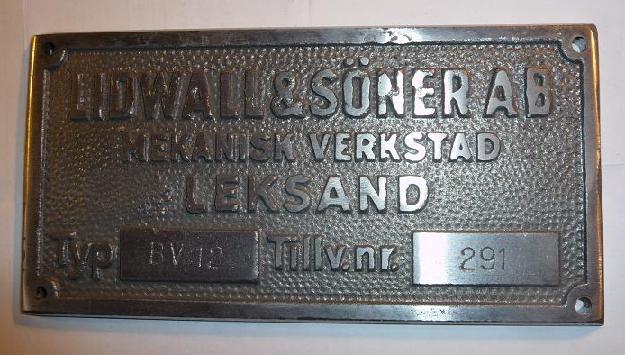 LIDWALL & SÖNER AB
MEKANISK VERKSTAD
LEKSAND
Typ BV.12 Tillv.nr. 291